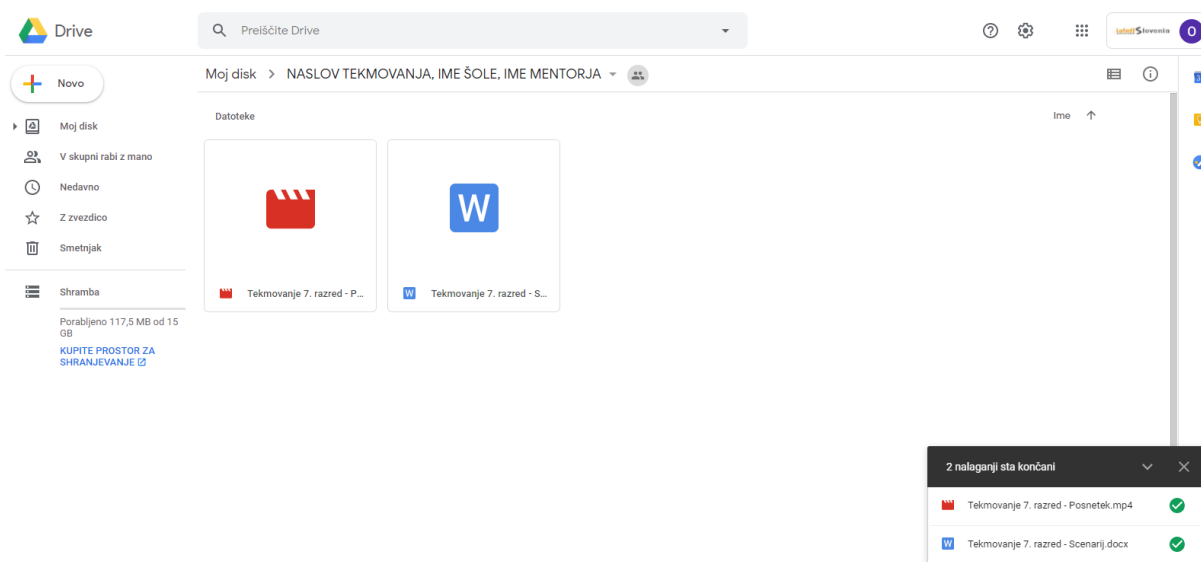 Drive
Preiščite Drive
Iatefl Slovenia
O
Novo
Moj disk > NASLOV TEKMOVANJA, IME ŠOLE, IME MENTORJA
Datoteke
Ime
Moj disk
V skupni rabi z mano
Nedavno
Z zvezdico
Smetnjak
Shramba
Porabljeno 117,5 MB od 15
GB
KUPITE PROSTOR ZA
SHRANJEVANJE
W
Tekmovanje 7. razred - P...
W Tekmovanje 7. razred - S...
2 nalaganji sta končani
Tekmovanje 7. razred - Posnetek.mp4
W Tekmovanje 7. razred - Scenarij.docx